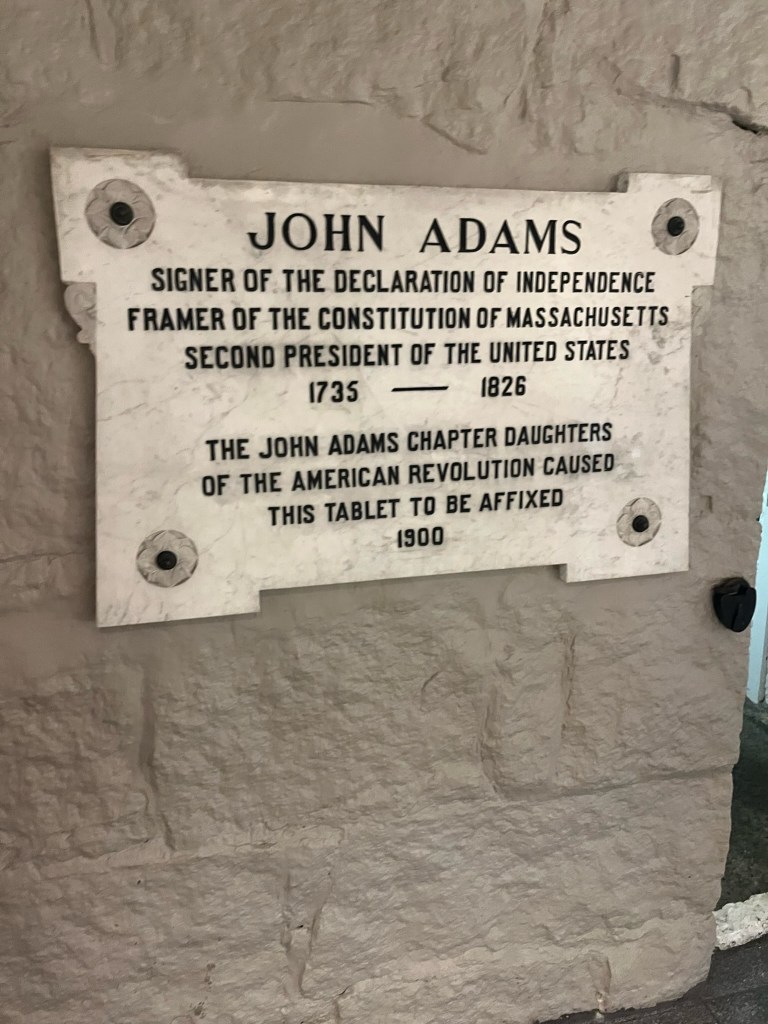 JOHN ADAMS
SIGNER OF THE DECLARATION OF INDEPENDENCE
FRAMER OF THE CONSTITUTION OF MASSACHUSETTS
SECOND PRESIDENT OF THE UNITED STATES
1735 — 1826
THE JOHN ADAMS CHAPTER DAUGHTERS
OF THE AMERICAN REVOLUTION CAUSED
THIS TABLET TO BE AFFIXED
1900